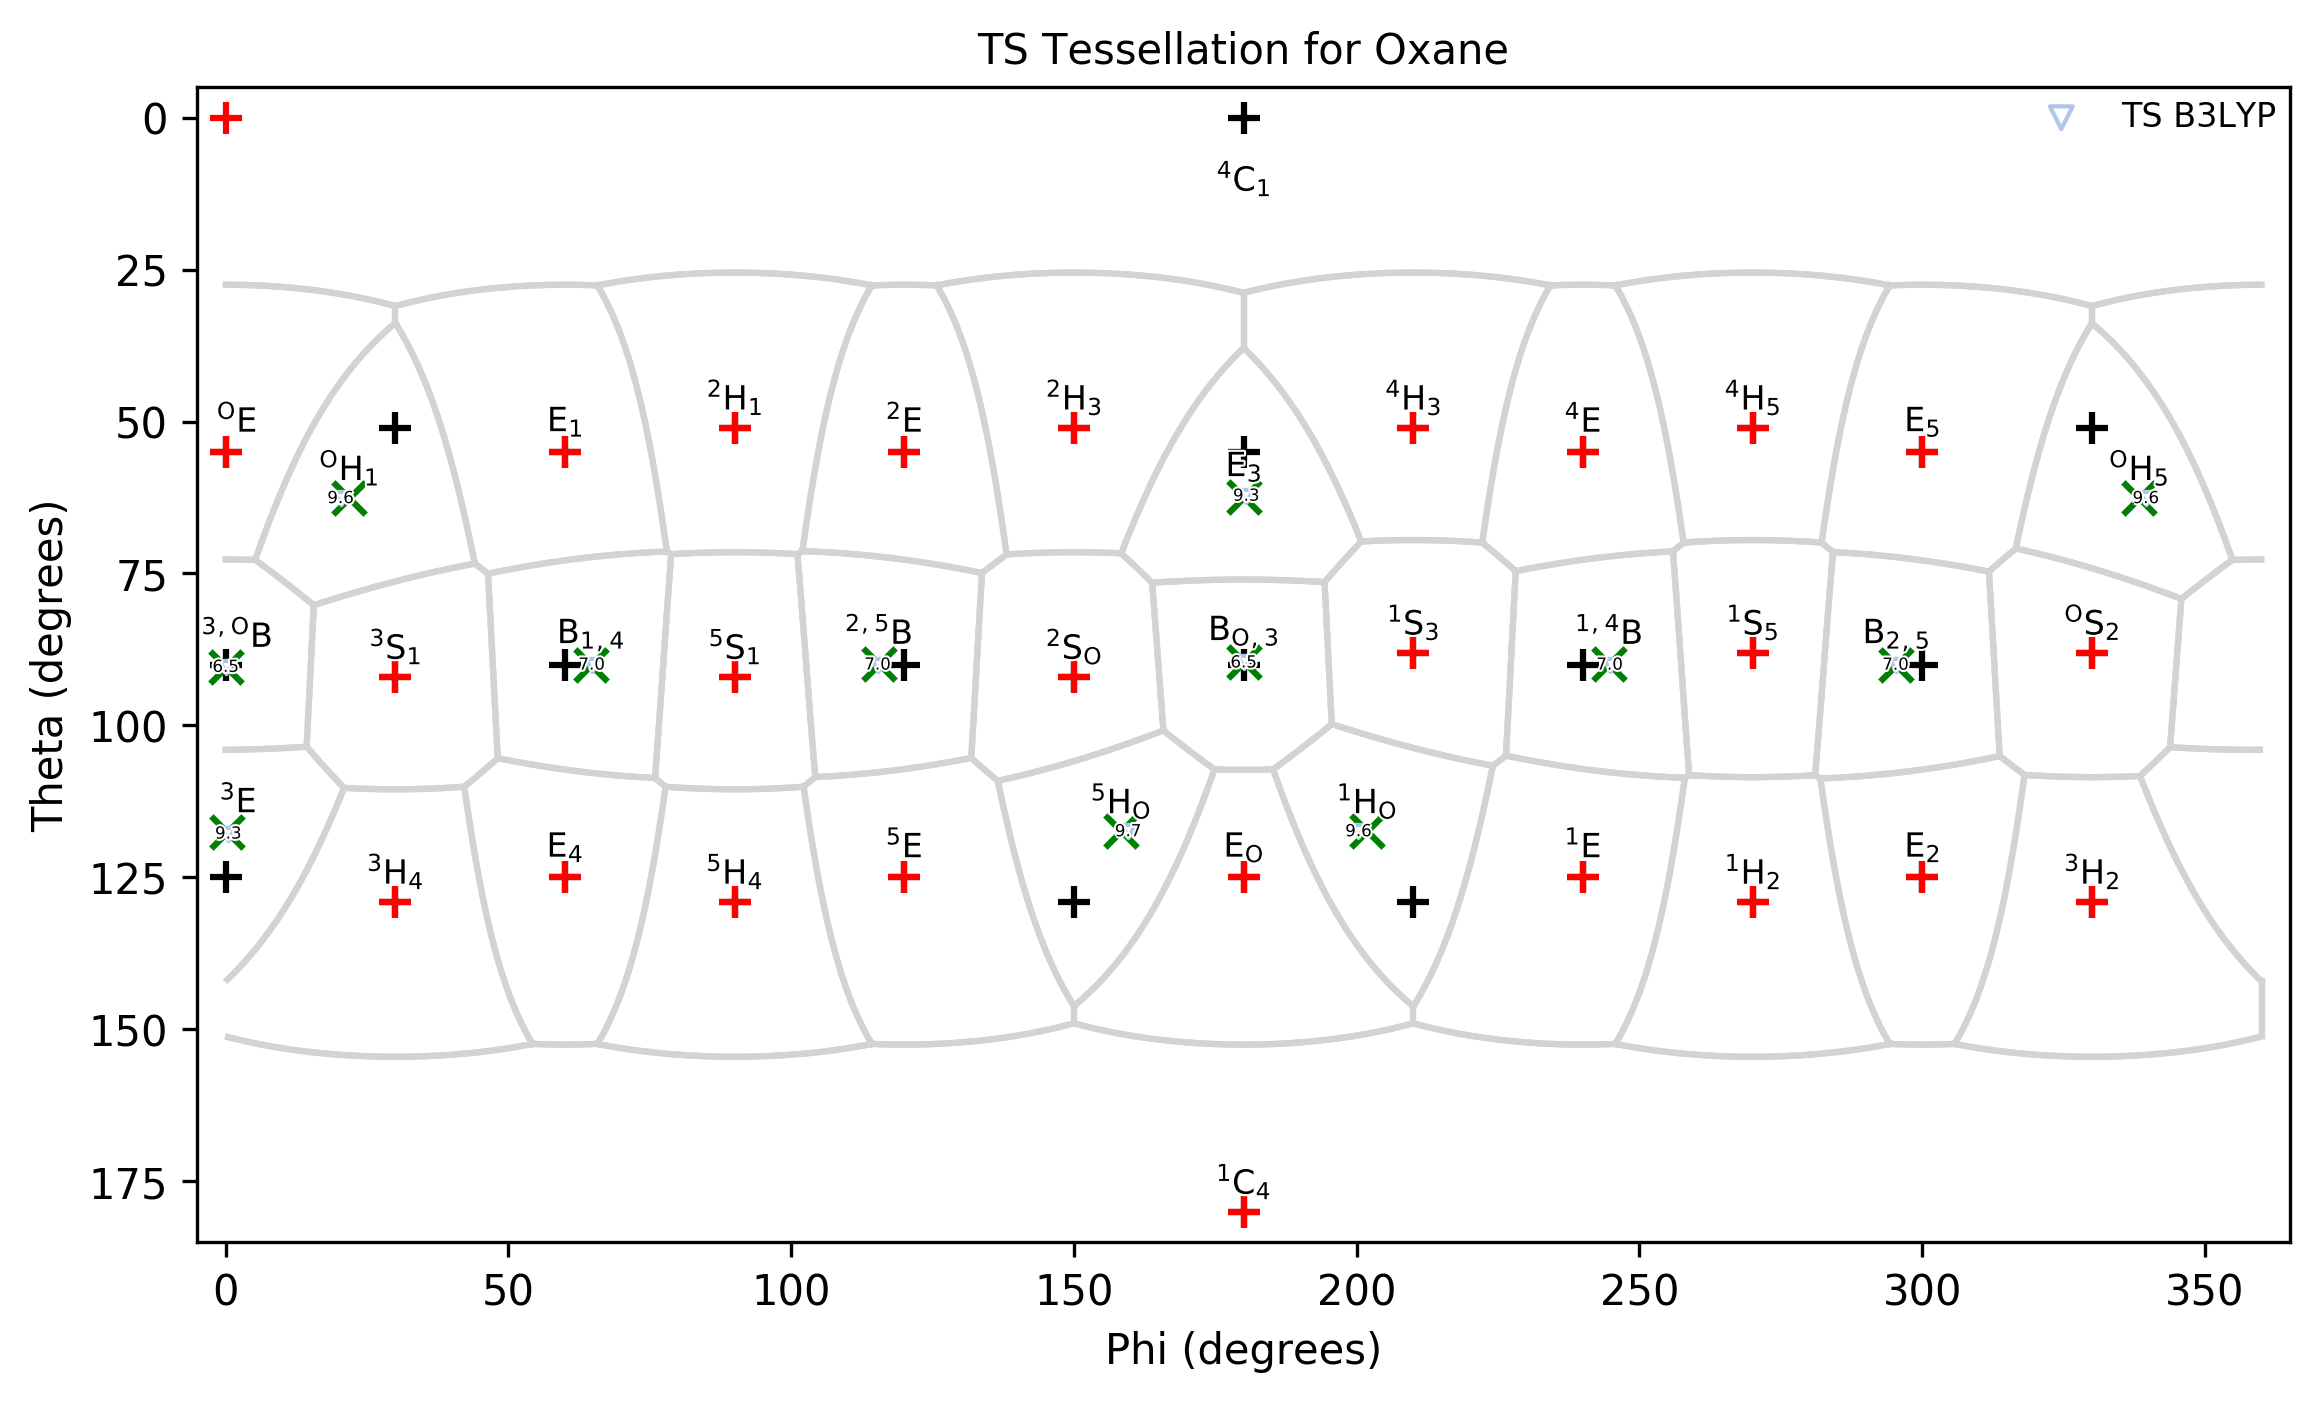 TS Tessellation for Oxane
TS B3LYP
0
25
50
75
100
125
150
175
Theta (degrees)
⁴C₁
ᴼE
ᴼH₁
E₁
²H₁
²E
²H₃
E₃
⁴H₃
⁴E
⁴H₅
E₅
ᴼH₅
9.6
9.3
9.6
³,ᴼB
³S₁
B₁,₄
⁵S₁
²,⁵B
²Sₒ
Bₒ,₃
¹S₃
¹,⁴B
¹S₅
B₂,₅
ᴼS₂
6.5
7.0
7.0
6.5
7.0
7.0
³E
³H₄
E₄
⁵H₄
⁵E
⁵Hₒ
Eₒ
¹Hₒ
¹E
¹H₂
E₂
³H₂
9.3
9.7
9.6
¹C₄
0
50
100
150
200
250
300
350
Phi (degrees)